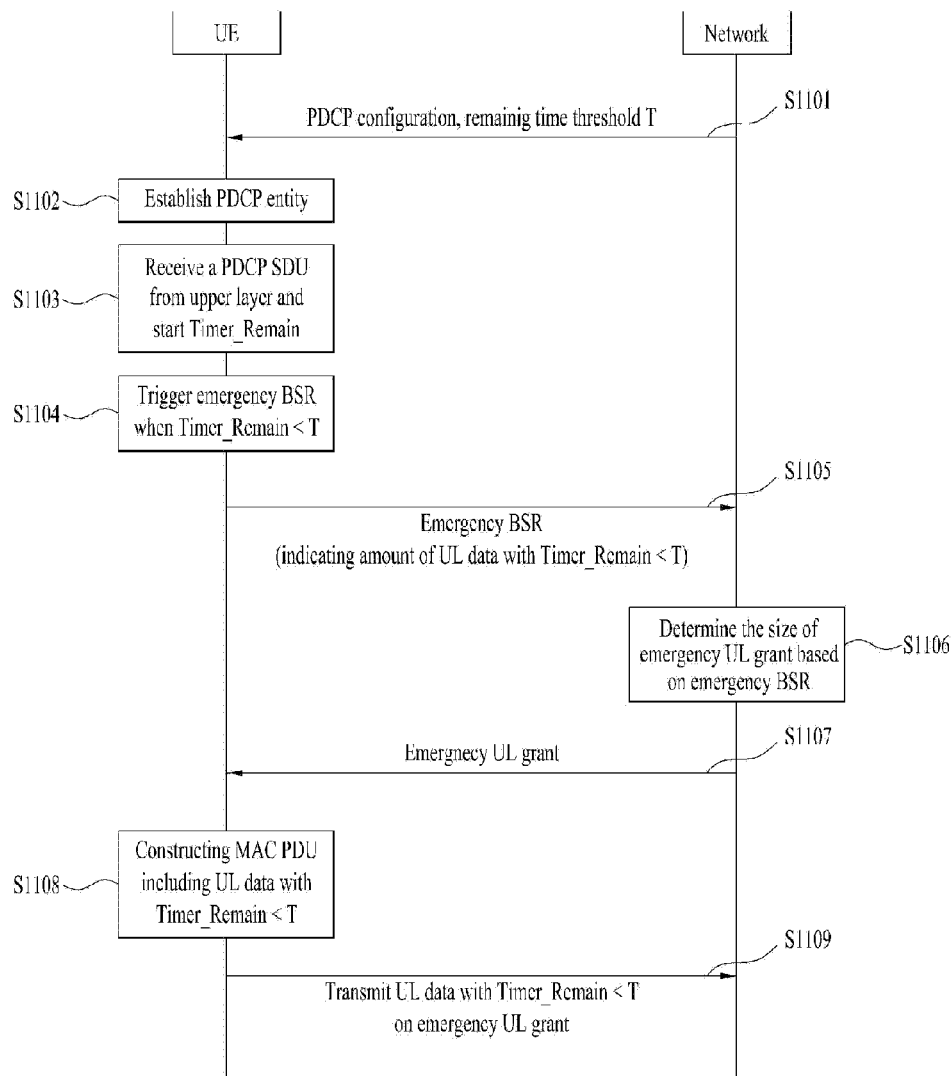 UE
Network
S1101
PDCP configuration, remainig time threshold T
S1102
Establish PDCP entity
S1103
Receive a PDCP SDU
from upper layer and
start Timer_Remain
S1104
Trigger emergency BSR
when Timer_Remain < T
S1105
Emergency BSR
(indicating amount of UL data with Timer_Remain < T)
Determine the size of
emergency UL grant based
on emergency BSR
S1106
S1107
Emergnecy UL grant
S1108
Constructing MAC PDU
including UL data with
Timer_Remain < T
S1109
Transmit UL data with Timer_Remain < T
on emergency UL grant